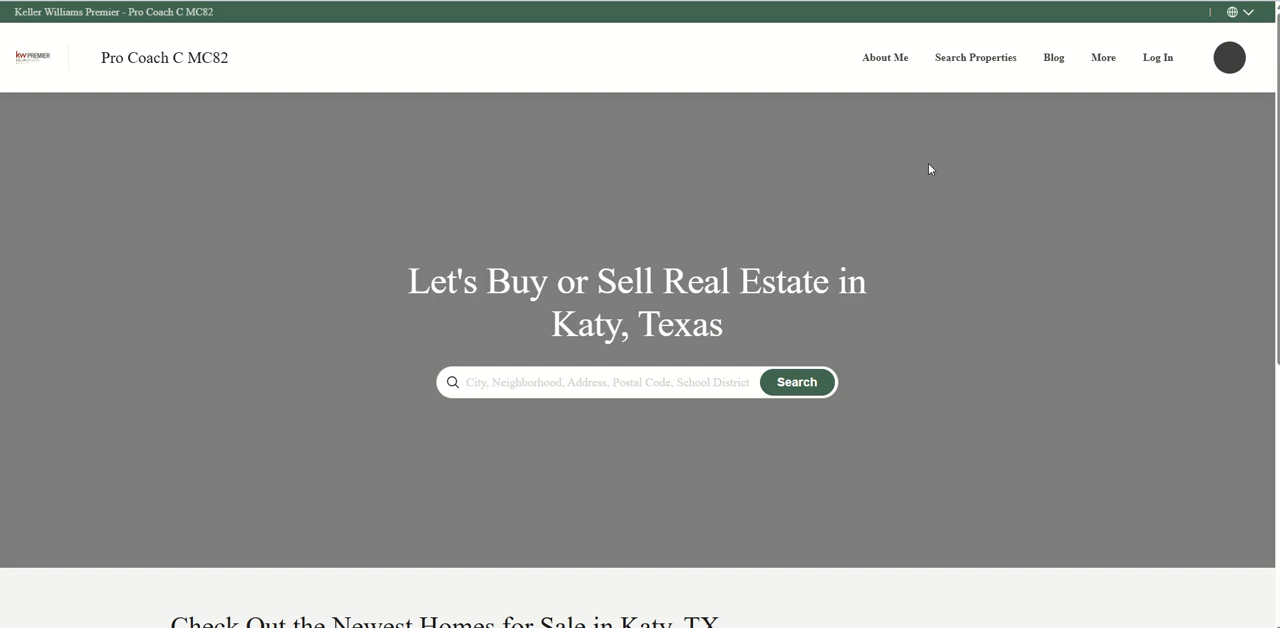 Keller Williams Premier - Pro Coach C MC82
|
kw PREMIER
Pro Coach C MC82
About Me
Search Properties
Blog
More
Log In
Let's Buy or Sell Real Estate in
Katy, Texas
City, Neighborhood, Address, Postal Code, School District
Search
Check Out the Newest Homes for Sale in Katy, TX